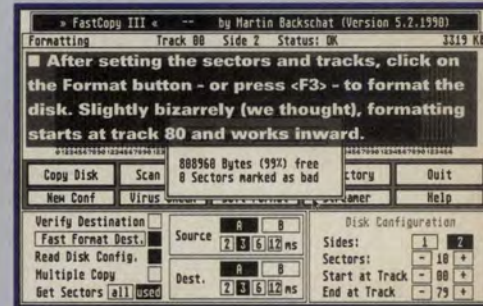 » FastCopy III « -- by Martin Backschat (Version 5.2.1990)
Formatting Track 00 Side 2 Status: OK 3319 K
■ After setting the sectors and tracks, click on
the Format button - or press <F3> - to format the
disk. Slightly bizarrely (we thought), formatting
starts at track 80 and works inward.
808960 Bytes (99%) free
0 Sectors marked as bad
Copy Disk Scan Quit
New Conf Virus Help
Verify Destination
Fast Format Dest.
Read Disk Config.
Multiple Copy
Get Sectors all used
Source A B
2 3 6 12 ms
Dest. A B
2 3 6 12 ms
Disk Configuration
Sides: 1 2
Sectors: - 10 +
Start at Track - 00 +
End at Track - 79 +